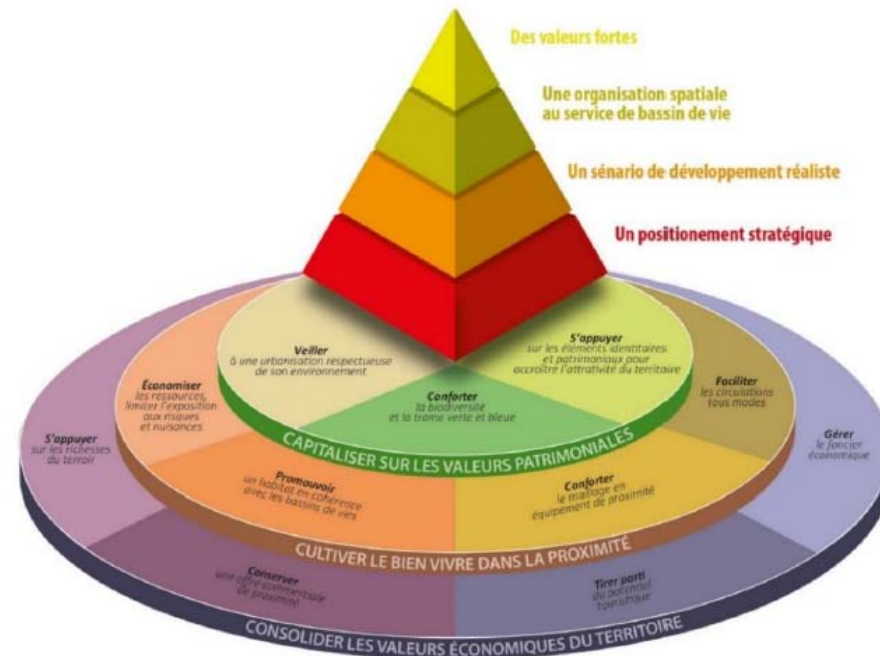 Des valeurs fortes
Une organisation spatiale
au service de bassin de vie
Un sénario de développement réaliste
Un positionement stratégique
Veiller
à une urbanisation respectueuse
de son environnement
S'appuyer
sur les éléments identitaires
et patrimoniaux pour
accroître l'attrativité du territoire
Conforter
la biodiversité
et la trame verte et bleue
CAPITALISER SUR LES VALEURS PATRIMONIALES
Économiser
les ressources,
limiter l'exposition
aux risques
et nuisances
Faciliter
les circulations
tous modes
Promouvoir
un habitat en cohérence
avec les bassins de vies
Conforter
le maillage en
équipement de proximité
CULTIVER LE BIEN VIVRE DANS LA PROXIMITÉ
S'appuyer
sur les richesses
du terroir
Gérer
le foncier
économique
Conserver
une offre commerciale
de proximité
Tirer parti
du potentiel
touristique
CONSOLIDER LES VALEURS ÉCONOMIQUES DU TERRITOIRE